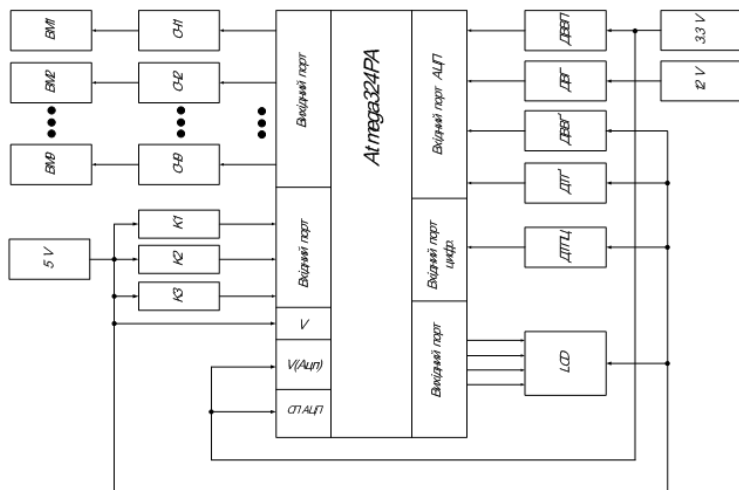 ВМ1
СН1
Вихідний порт
ВМ2
СН2
ВМ9
СН9
5 V
К1
К2
К3
Вхідний порт
V
V(Ацп)
СП АЦП
Atmega324PA
Вхідний порт АЦП
Вхідний порт
цифр.
Вихідний порт
ДВВП
ДВГ
ДВВГ
ДТГ
ДТПЦ
LCD
3.3 V
12 V